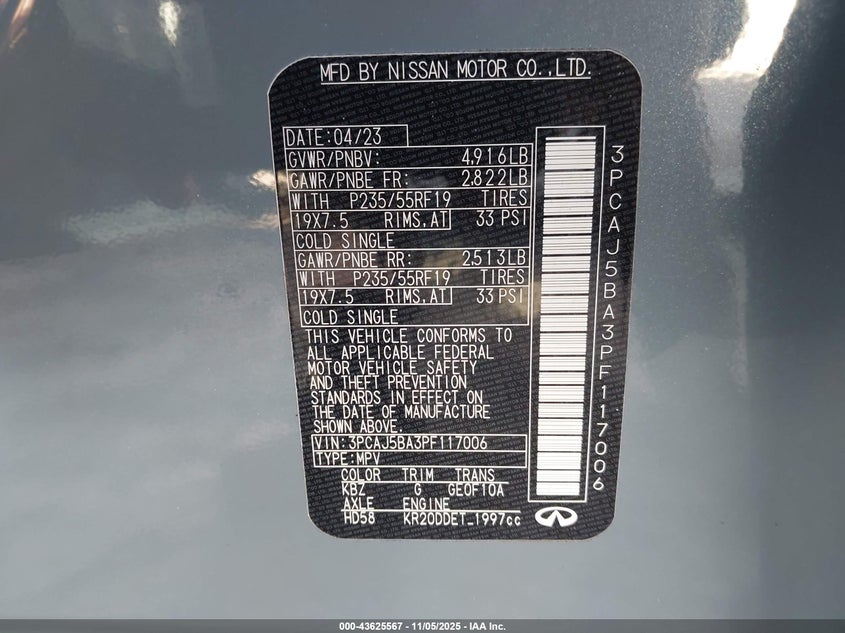 MFD BY NISSAN MOTOR CO.,LTD.
DATE:04/23
GVWR/PNBV: 4,916LB
GAWR/PNBE FR: 2,822LB
WITH P235/55RF19 TIRES
19X7.5 RIMS,AT 33 PSI
COLD SINGLE
GAWR/PNBE RR: 2,513LB
WITH P235/55RF19 TIRES
19X7.5 RIMS,AT 33 PSI
COLD SINGLE
THIS VEHICLE CONFORMS TO
ALL APPLICABLE FEDERAL
MOTOR VEHICLE SAFETY
AND THEFT PREVENTION
STANDARDS IN EFFECT ON
THE DATE OF MANUFACTURE
SHOWN ABOVE.
VIN:3PCAJ5BA3PF117006
TYPE:MPV
COLOR TRIM TRANS
KBZ G GEOF10A
AXLE ENGINE
HD58 KR20DDET_1997cc
3PCAJ5BA3PF117006
000-43625567 - 11/05/2025 - IAA Inc.